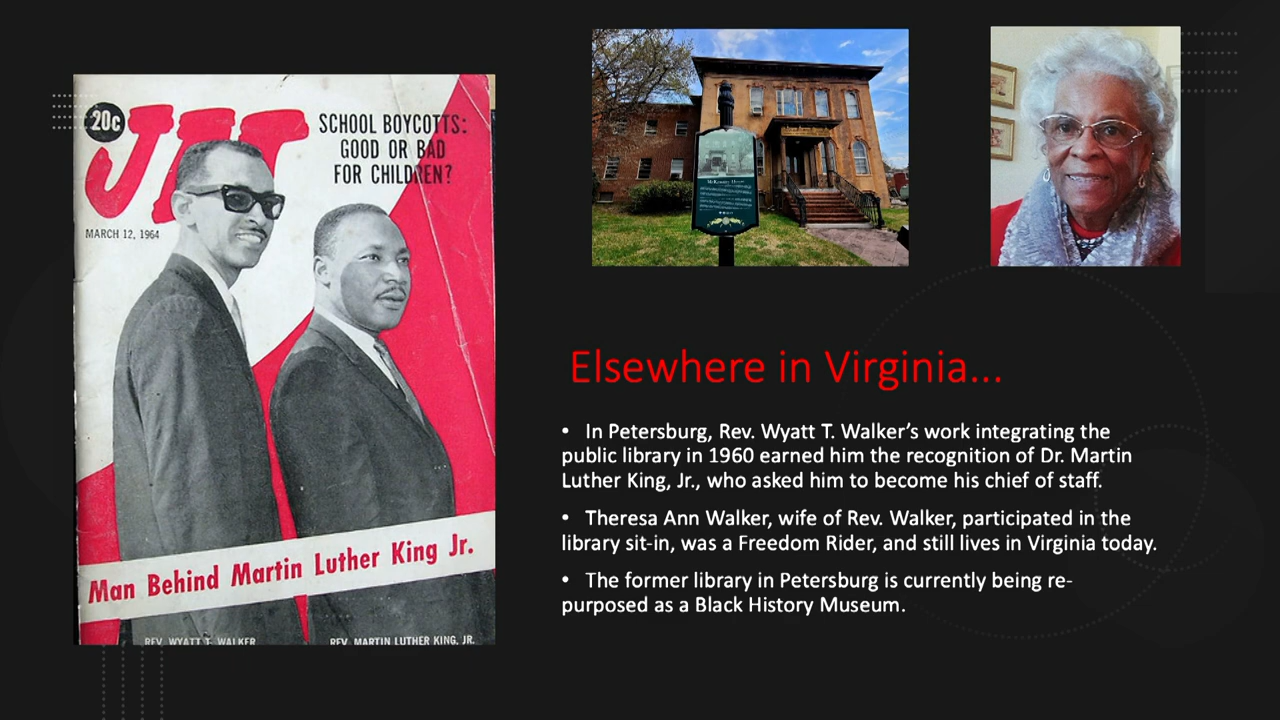 20c
JET
SCHOOL BOYCOTTS:
GOOD OR BAD
FOR CHILDREN?
MARCH 12, 1964
Man Behind Martin Luther King Jr.
REV. WYATT T. WALKER
REV. MARTIN LUTHER KING, JR.
McKenney House
Elsewhere in Virginia...
• In Petersburg, Rev. Wyatt T. Walker’s work integrating the
public library in 1960 earned him the recognition of Dr. Martin
Luther King, Jr., who asked him to become his chief of staff.
• Theresa Ann Walker, wife of Rev. Walker, participated in the
library sit-in, was a Freedom Rider, and still lives in Virginia today.
• The former library in Petersburg is currently being re-
purposed as a Black History Museum.